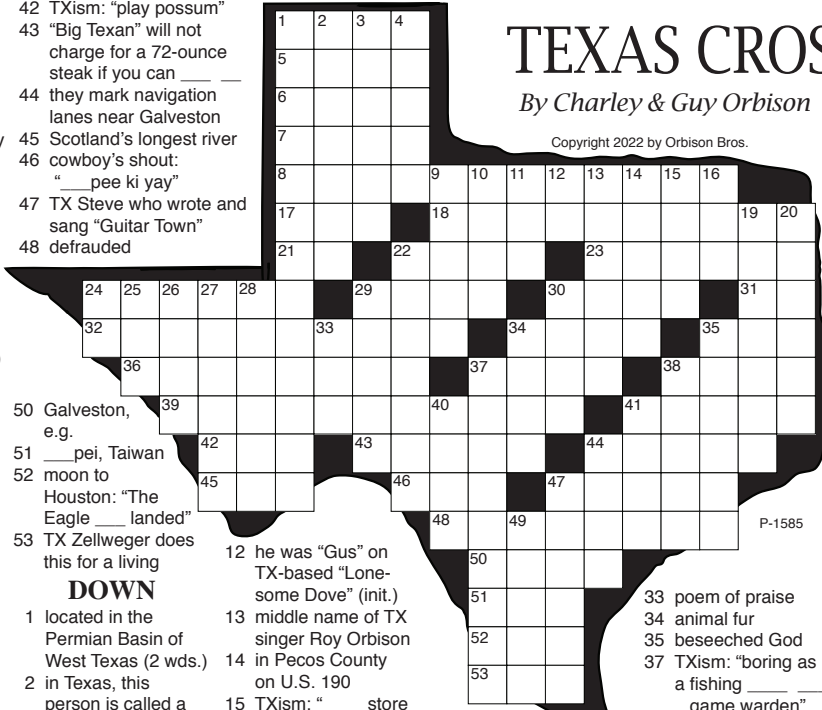 42 TXism: “play possum”
43 “Big Texan” will not
charge for a 72-ounce
steak if you can ___ __
44 they mark navigation
lanes near Galveston
45 Scotland’s longest river
46 cowboy’s shout:
“___pee ki yay”
47 TX Steve who wrote and
sang “Guitar Town”
48 defrauded
TEXAS CROS
By Charley & Guy Orbison
Copyright 2022 by Orbison Bros.
1 2 3 4
5
6
7
8 9 10 11 12 13 14 15 16
17 18 19 20
21 22 23
24 25 26 27 28 29 30 31
32 33 34 35
36 37 38
39 40 41
42 43 44
45 46 47
48 49
50
51
52
53
P-1585
50 Galveston,
e.g.
51 ___pei, Taiwan
52 moon to
Houston: “The
Eagle ___ landed”
53 TX Zellweger does
this for a living
DOWN
1 located in the
Permian Basin of
West Texas (2 wds.)
2 in Texas, this
person is called a
12 he was “Gus” on
TX-based “Lone-
some Dove” (init.)
13 middle name of TX
singer Roy Orbison
14 in Pecos County
on U.S. 190
15 TXism: “____ store
33 poem of praise
34 animal fur
35 beseeched God
37 TXism: “boring as
a fishing ____ ___
game warden”